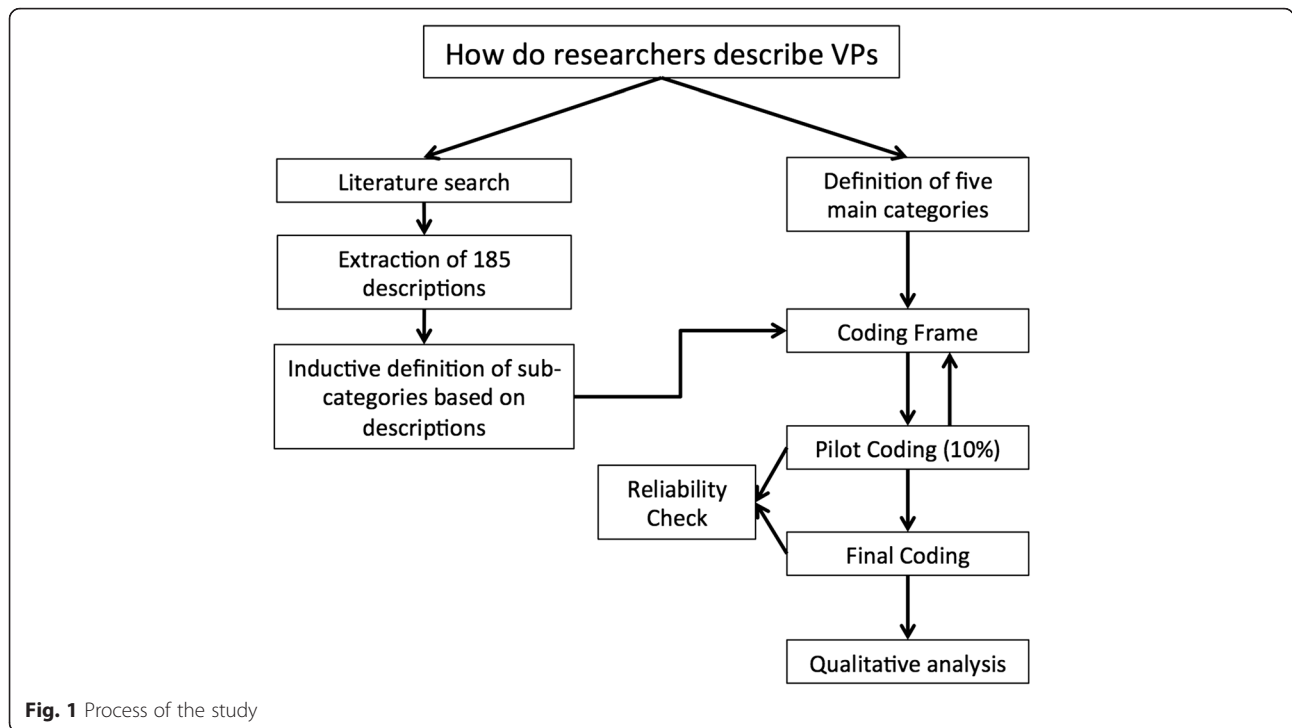 How do researchers describe VPs
Literature search
Definition of five
main categories
Extraction of 185
descriptions
Coding Frame
Inductive definition of sub-
categories based on
descriptions
Pilot Coding (10%)
Reliability
Check
Final Coding
Qualitative analysis
Fig. 1 Process of the study